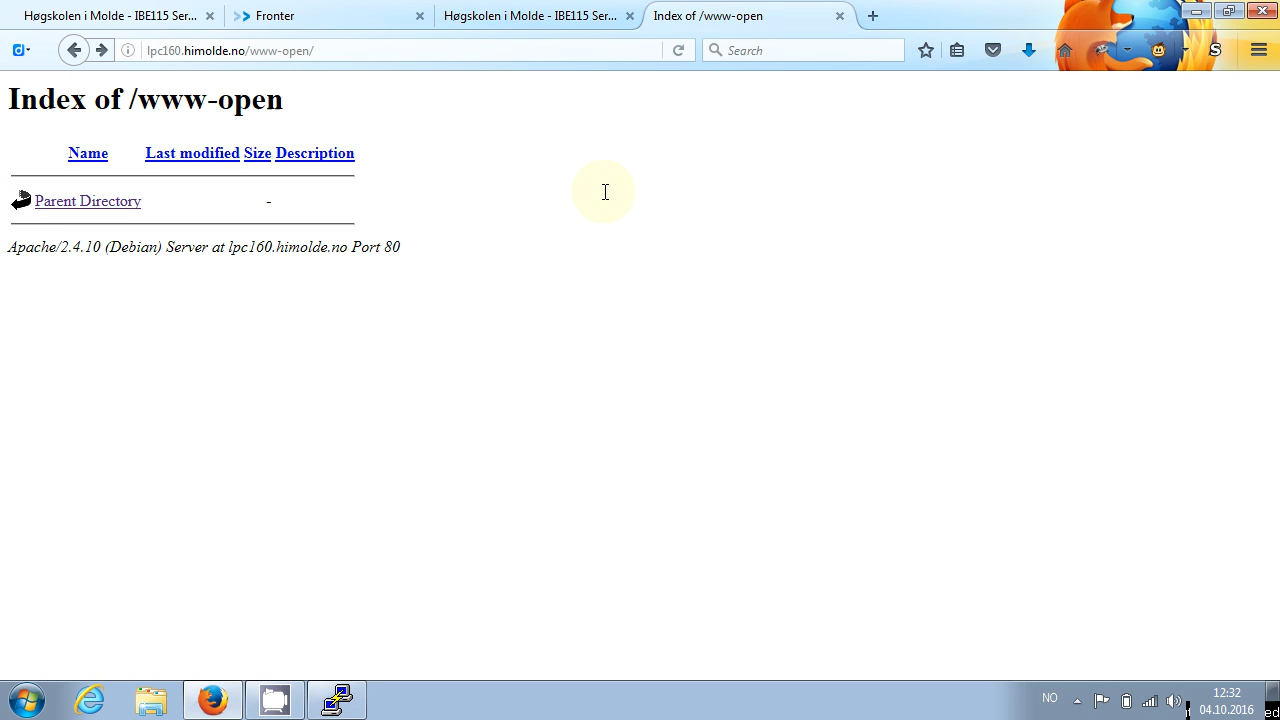 Høgskolen i Molde - IBE115 Ser...
Fronter
Høgskolen i Molde - IBE115 Ser...
Index of /www-open
lpc160.himolde.no/www-open/
Search
Index of /www-open
Name Last modified Size Description
Parent Directory -
Apache/2.4.10 (Debian) Server at lpc160.himolde.no Port 80
NO
12:32
04.10.2016